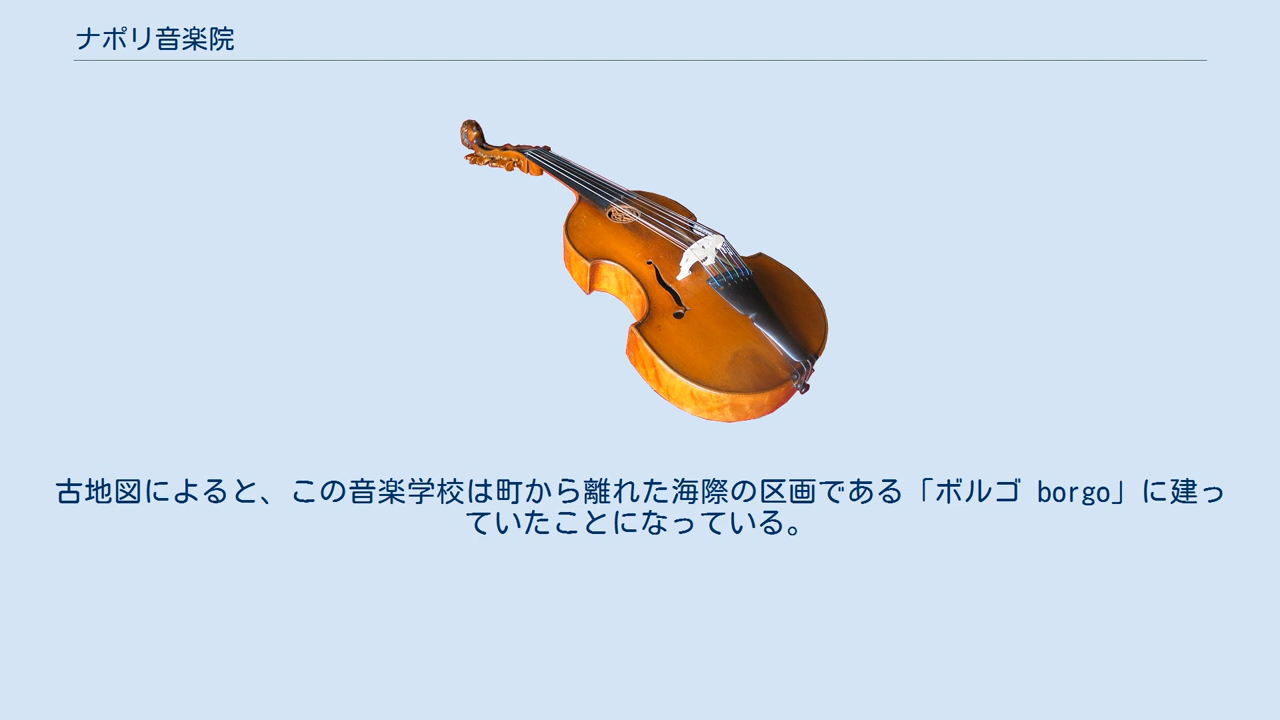 ナポリ音楽院
古地図によると、この音楽学校は町から離れた海際の区画である「ボルゴ borgo」に建っ
ていたことになっている。